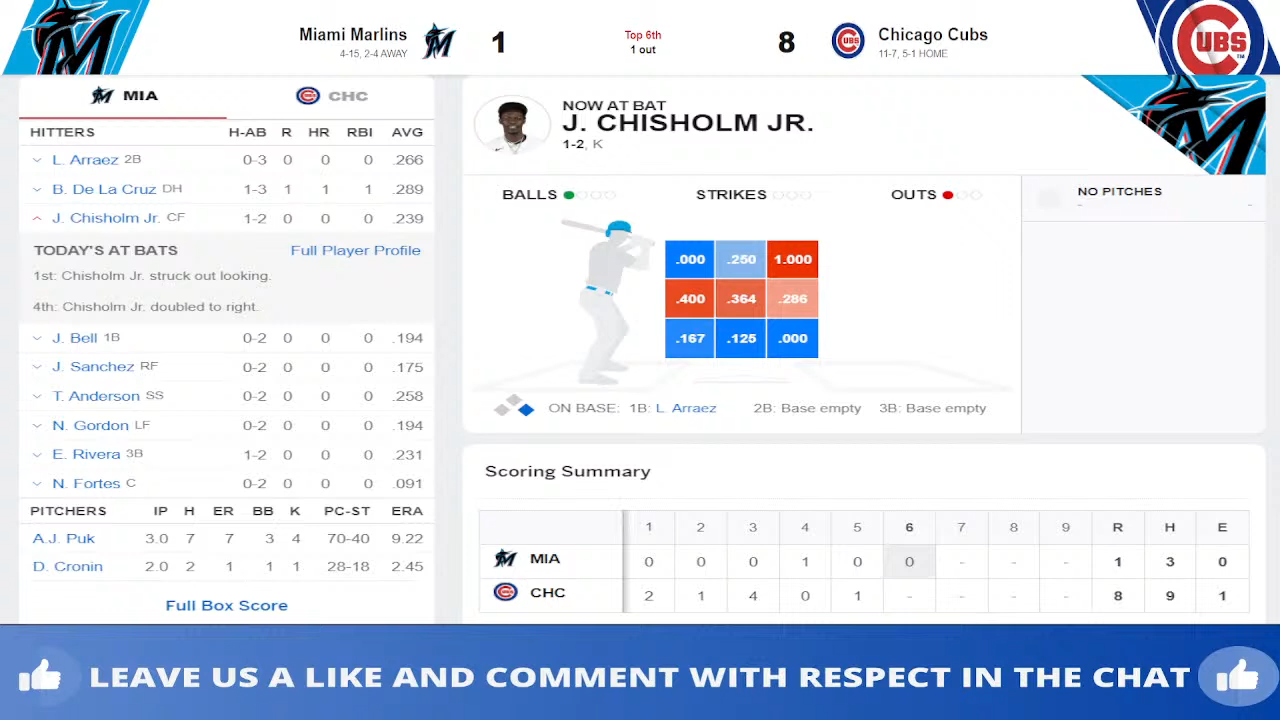 Miami Marlins
4-15, 2-4 AWAY
1
Top 6th
1 out
8
Chicago Cubs
11-7, 5-1 HOME
CUBS
CUBS
TM
MIA
CUBS
CHC
HITTERS H-AB R HR RBI AVG
L. Arraez 2B 0-3 0 0 0 .266
B. De La Cruz DH 1-3 1 1 1 .289
J. Chisholm Jr. CF 1-2 0 0 0 .239
TODAY'S AT BATS Full Player Profile
1st: Chisholm Jr. struck out looking.
4th: Chisholm Jr. doubled to right.
J. Bell 1B 0-2 0 0 0 .194
J. Sanchez RF 0-2 0 0 0 .175
T. Anderson SS 0-2 0 0 0 .258
N. Gordon LF 0-2 0 0 0 .194
E. Rivera 3B 1-2 0 0 0 .231
N. Fortes C 0-2 0 0 0 .091
PITCHERS IP H ER BB K PC-ST ERA
A.J. Puk 3.0 7 7 3 4 70-40 9.22
D. Cronin 2.0 2 1 1 1 28-18 2.45
Full Box Score
NOW AT BAT
J. CHISHOLM JR.
1-2, K
BALLS STRIKES OUTS
.000 .250 1.000
.400 .364 .286
.167 .125 .000
ON BASE: 1B: L. Arraez 2B: Base empty 3B: Base empty
NO PITCHES
- -
Scoring Summary
1 2 3 4 5 6 7 8 9 R H E
MIA 0 0 0 1 0 0 - - - 1 3 0
CHC 2 1 4 0 1 - - - - 8 9 1
LEAVE US A LIKE AND COMMENT WITH RESPECT IN THE CHAT